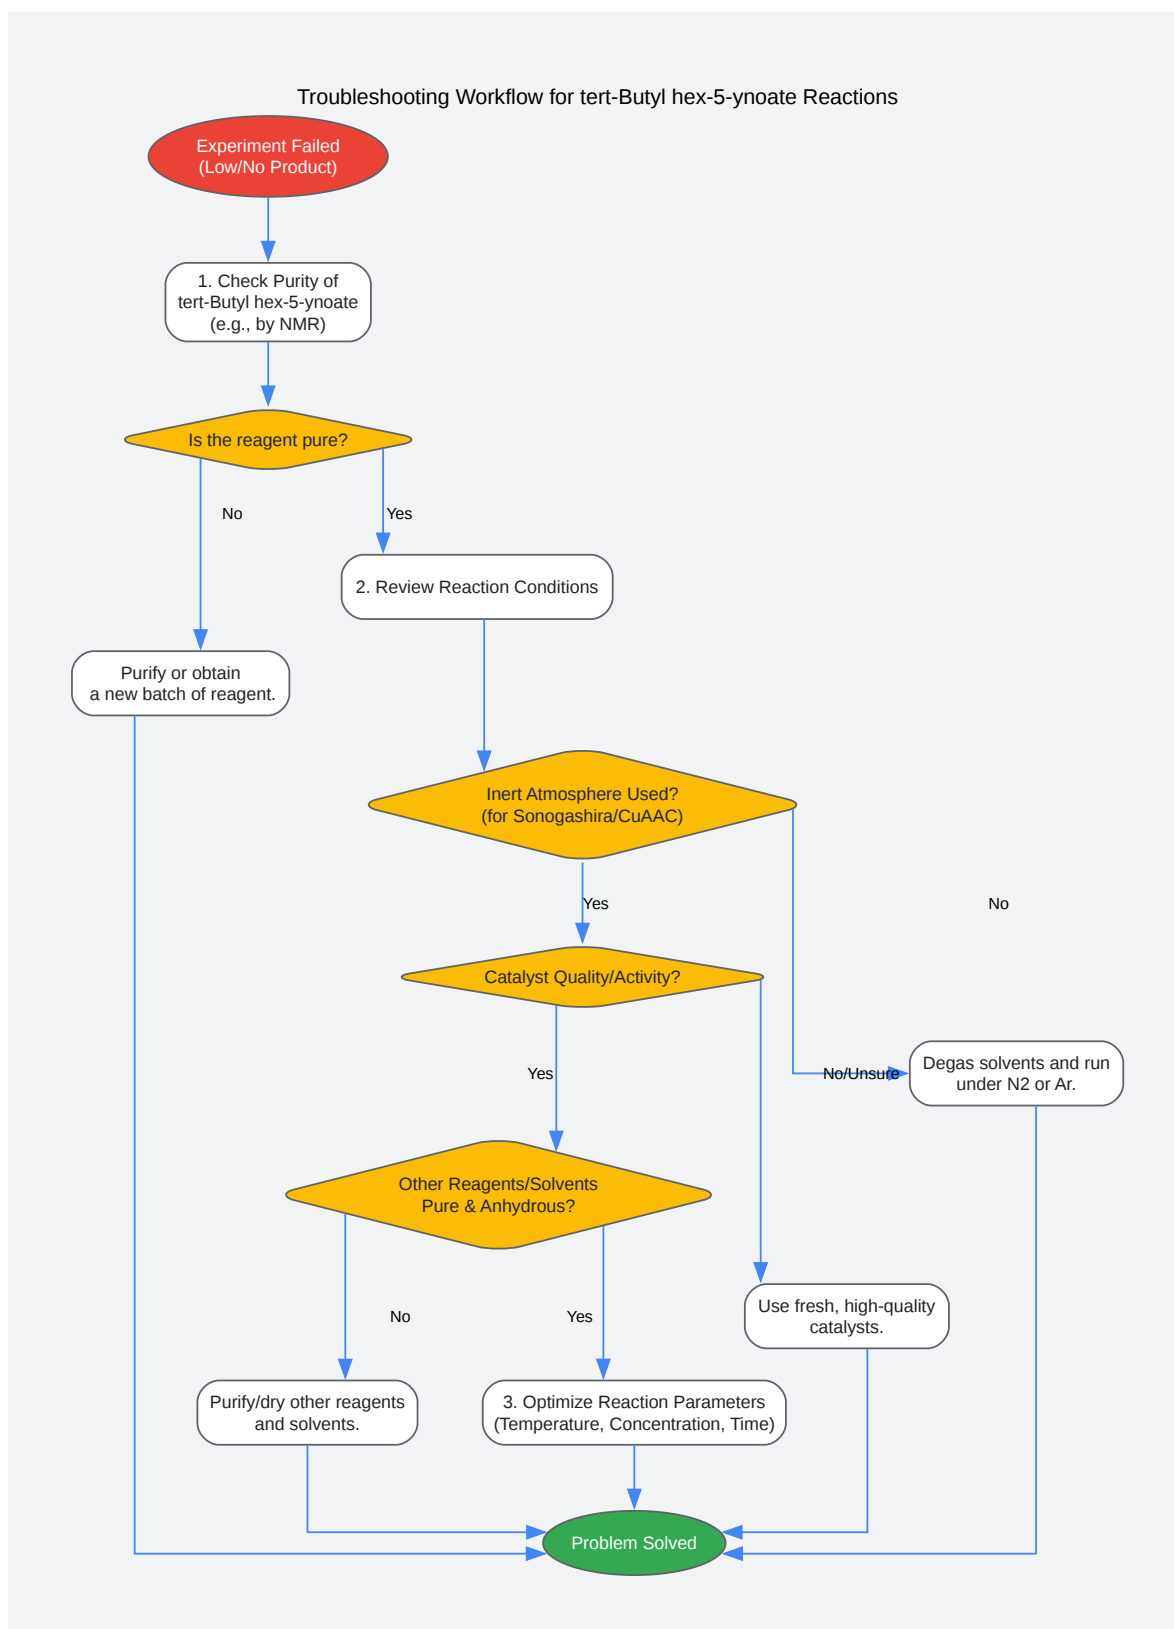 Troubleshooting Workflow for tert-Butyl hex-5-ynoate Reactions
Experiment Failed
(Low/No Product)
1. Check Purity of
tert-Butyl hex-5-ynoate
(e.g., by NMR)
Is the reagent pure?
No
Yes
2. Review Reaction Conditions
Purify or obtain
a new batch of reagent.
Inert Atmosphere Used?
(for Sonogashira/CuAAC)
Yes
No
Catalyst Quality/Activity?
Yes
No/Unsure
Degas solvents and run
under N2 or Ar.
Other Reagents/Solvents
Pure & Anhydrous?
No
Yes
Use fresh, high-quality
catalysts.
Purify/dry other reagents
and solvents.
3. Optimize Reaction Parameters
(Temperature, Concentration, Time)
Problem Solved